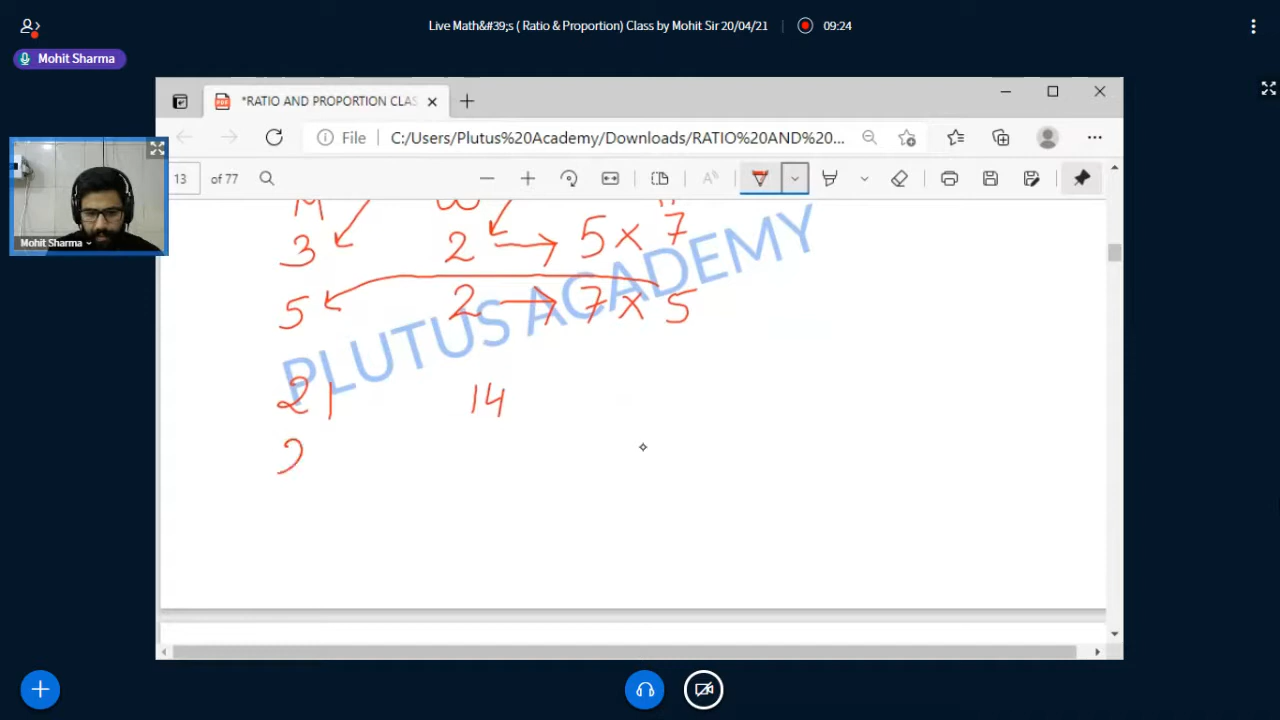 Live Math&#39;s ( Ratio & Proportion) Class by Mohit Sir 20/04/21
09:24
Mohit Sharma
*RATIO AND PROPORTION CLAS
File
C:/Users/Plutus%20Academy/Downloads/RATIO%20AND%20...
13 of 77
Mohit Sharma
M W
3 2 → 5 × 7
5 2 → 7 × 5
PLUTUS ACADEMY
21 14
2